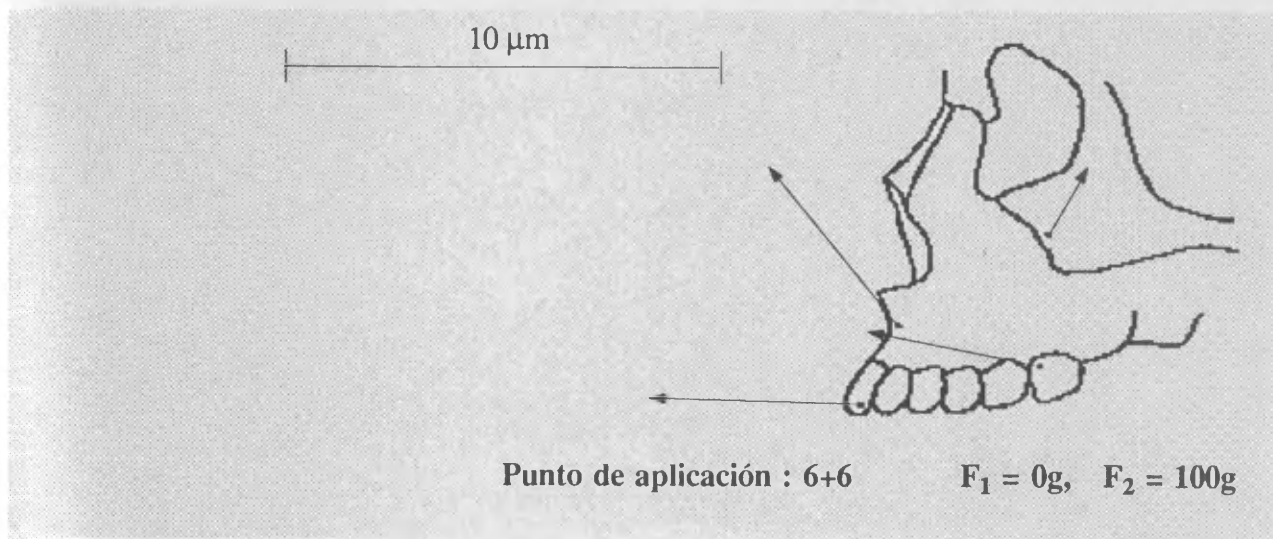 10 μm
Punto de aplicación : 6+6 F₁ = 0g, F₂ = 100g